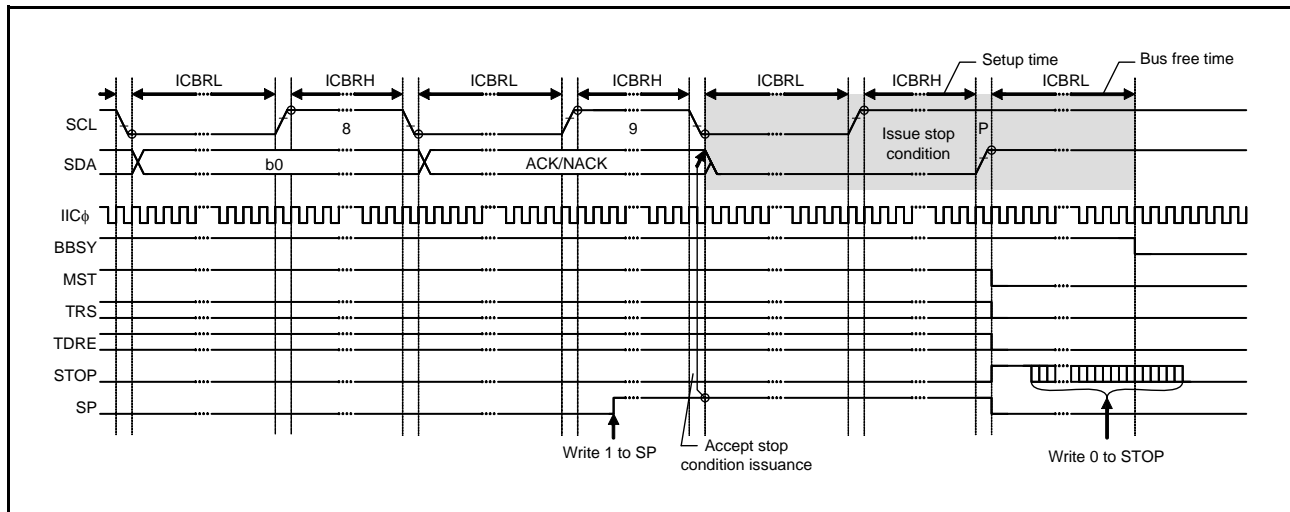 Setup time
Bus free time
ICBRL ICBRH ICBRL ICBRH ICBRL ICBRH ICBRL
SCL 8 9 Issue stop condition P
SDA b0 ACK/NACK
IICϕ
BBSY
MST
TRS
TDRE
STOP
SP
Write 1 to SP
Accept stop
condition issuance
Write 0 to STOP